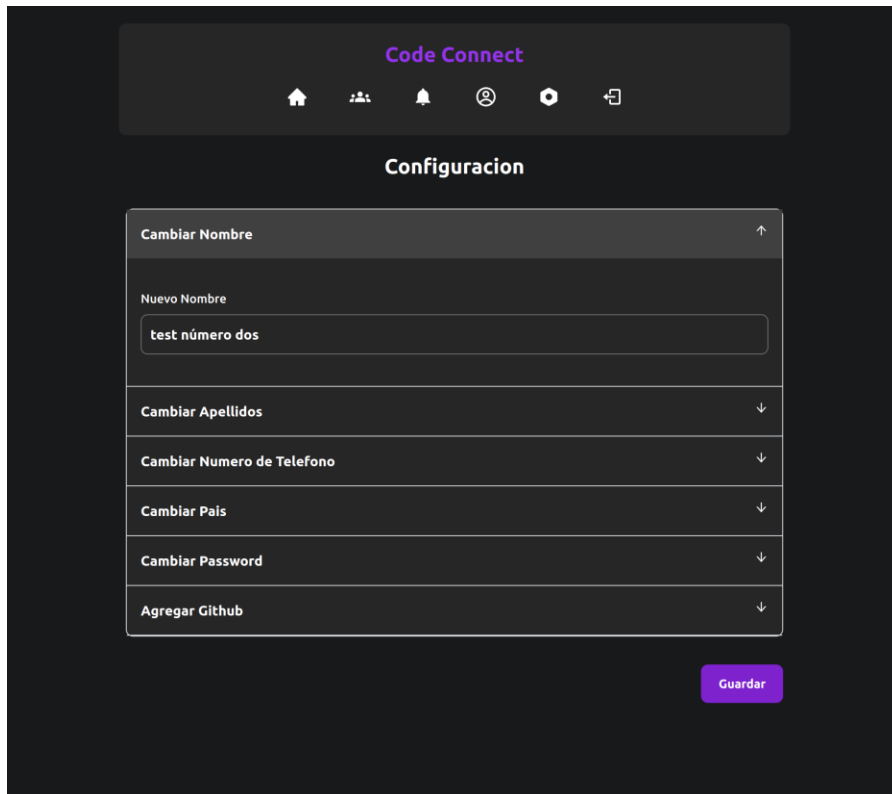 Code Connect
Configuracion
Cambiar Nombre
Nuevo Nombre
test número dos
Cambiar Apellidos
Cambiar Numero de Telefono
Cambiar Pais
Cambiar Password
Agregar Github
Guardar